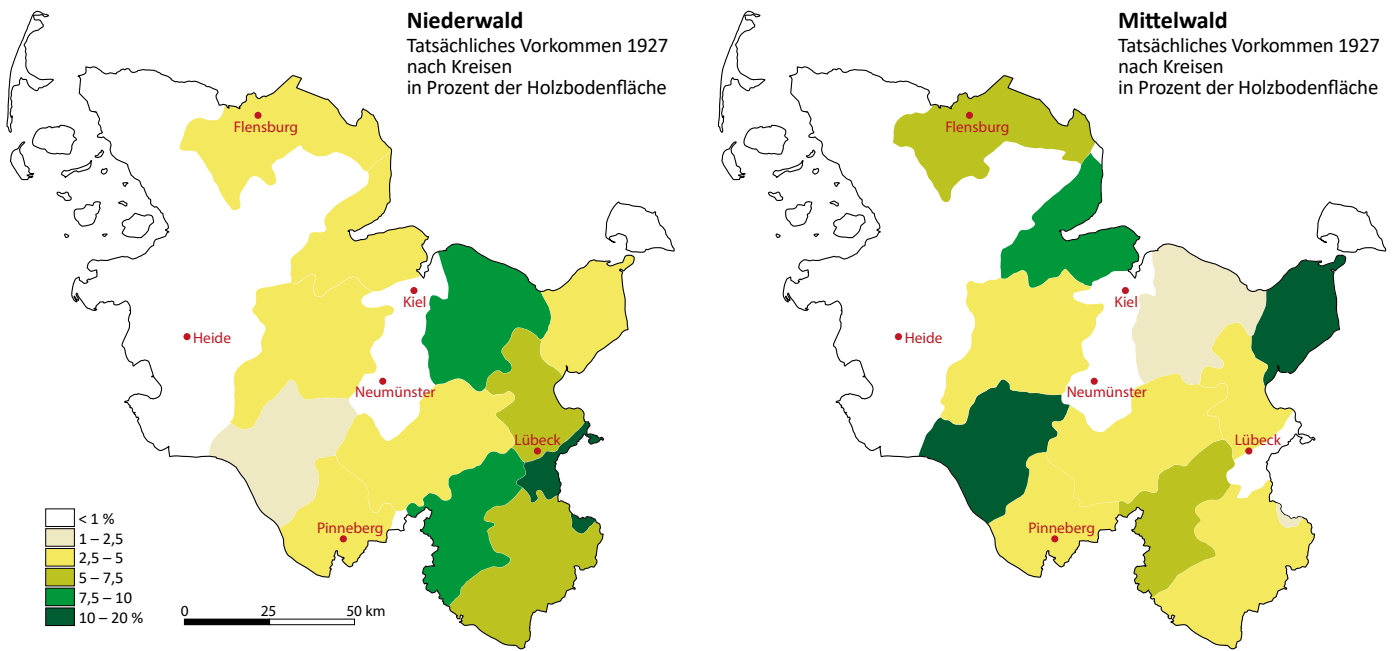 Niederwald
Tatsächliches Vorkommen 1927
nach Kreisen
in Prozent der Holzbodenfläche
Flensburg
Kiel
Heide
Neumünster
Lübeck
Pinneberg
< 1 %
1 – 2,5
2,5 – 5
5 – 7,5
7,5 – 10
10 – 20 %
0 25 50 km
Mittelwald
Tatsächliches Vorkommen 1927
nach Kreisen
in Prozent der Holzbodenfläche
Flensburg
Kiel
Heide
Neumünster
Lübeck
Pinneberg